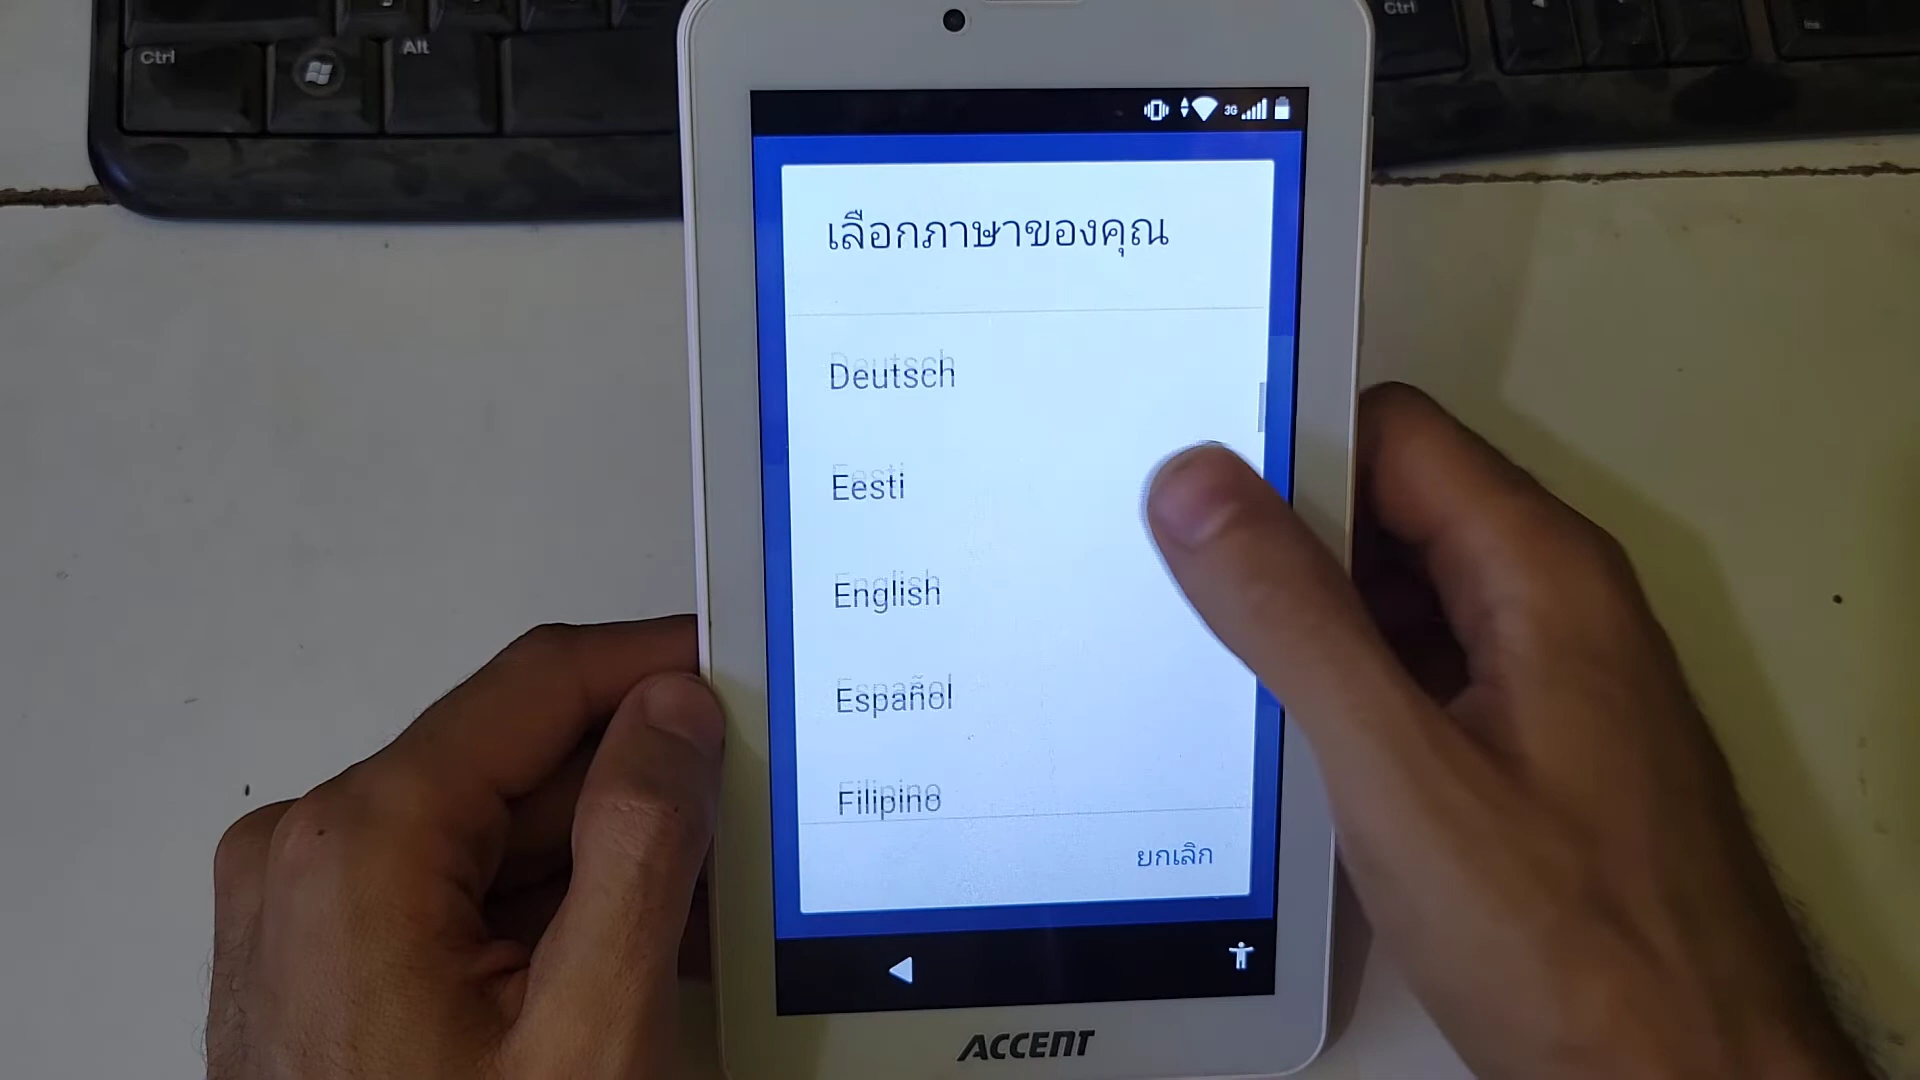 Ctrl
Alt
Ctrl
3G
เลือกภาษาของคุณ
Deutsch
Eesti
English
Español
Filipino
ยกเลิก
ACCENT